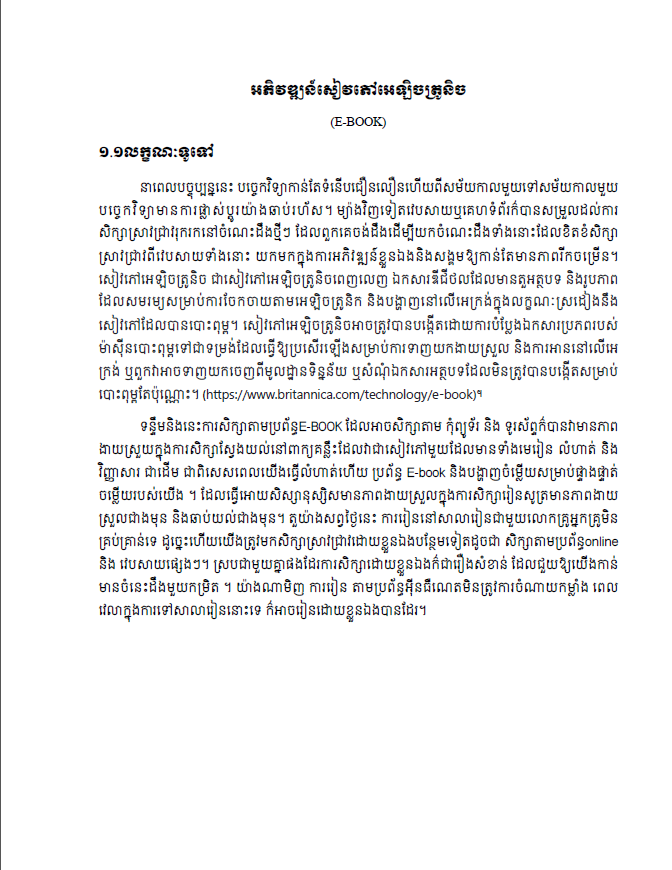 អភិវឌ្ឍន៍សៀវភៅអេឡិចត្រូនិច
(E-BOOK)
១.១លក្ខណៈទូទៅ
នាពេលបច្ចុប្បន្ននេះ បច្ចេកវិទ្យាកាន់តែទំនើបជឿនលឿនហើយពីសម័យកាលមួយទៅសម័យកាលមួយ
បច្ចេកវិទ្យាមានការផ្លាស់ប្តូរយ៉ាងឆាប់រហ័ស។ ម្យ៉ាងវិញទៀតវេបសាយឬគេហទំព័រក៏បានសម្រួលដល់ការ
សិក្សាស្រាវជ្រាវរុករកនៅចំណេះដឹងថ្មីៗ ដែលពួកគេចង់ដឹងដើម្បីយកចំណេះដឹងទាំងនោះដែលខិតខំសិក្សា
ស្រាវជ្រាវពីវេបសាយទាំងនោះ យកមកក្នុងការអភិវឌ្ឍន៍ខ្លួនឯងនិងសង្គមឱ្យកាន់តែមានភាពរីកចម្រើន។
សៀវភៅអេឡិចត្រូនិច ជាសៀវភៅអេឡិចត្រូនិចពេញលេញ ឯកសារឌីជីថលដែលមានតួអត្ថបទ និងរូបភាព
ដែលសមរម្យសម្រាប់ការចែកចាយតាមអេឡិចត្រូនិក និងបង្ហាញនៅលើអេក្រង់ក្នុងលក្ខណៈស្រដៀងនឹង
សៀវភៅដែលបានបោះពុម្ព។ សៀវភៅអេឡិចត្រូនិចអាចត្រូវបានបង្កើតដោយការបំប្លែងឯកសារប្រភពរបស់
ម៉ាស៊ីនបោះពុម្ពទៅជាទម្រង់ដែលធ្វើឱ្យប្រសើរឡើងសម្រាប់ការទាញយកងាយស្រួល និងការអាននៅលើអេ
ក្រង់ ឬពួកវាអាចទាញយកចេញពីមូលដ្ឋានទិន្នន័យ ឬសំណុំឯកសារអត្ថបទដែលមិនត្រូវបានបង្កើតសម្រាប់
បោះពុម្ពតែប៉ុណ្ណោះ។ (https://www.britannica.com/technology/e-book)។
ទន្ទឹមនិងនេះការសិក្សាតាមប្រព័ន្ធE-BOOK ដែលអាចសិក្សាតាម កុំព្យូទ័រ និង ទូរស័ព្ទក៏បានវាមានភាព
ងាយស្រួយក្នុងការសិក្សាស្វែងយល់នៅពាក្យគន្លឹះដែលវាជាសៀវភៅមួយដែលមានទាំងមេរៀន លំហាត់ និង
វិញ្ញាសារ ជាដើម ជាពិសេសពេលយើងធ្វើលំហាត់ហើយ ប្រព័ន្ធ E-book និងបង្ហាញចំម្លើយសម្រាប់ផ្ទាងផ្ទាត់
ចម្លើយរបស់យើង ។ ដែលធ្វើអោយសិស្សានុស្សិសមានភាពងាយស្រួលក្នុងការសិក្សារៀនសូត្រមានភាពងាយ
ស្រួលជាងមុន និងឆាប់យល់ជាងមុន។ តួយ៉ាងសព្វថ្ងៃនេះ ការរៀននៅសាលារៀនជាមួយលោកគ្រូអ្នកគ្រូមិន
គ្រប់គ្រាន់ទេ ដូច្នេះហើយយើងត្រូវមកសិក្សាស្រាវជ្រាវដោយខ្លួនឯងបន្ថែមទៀតដូចជា សិក្សាតាមប្រព័ន្ធonline
និង វេបសាយផ្សេងៗ។ ស្របជាមួយគ្នាផងដែរការសិក្សាដោយខ្លួនឯងក៏ជារឿងសំខាន់ ដែលជួយឱ្យយើងកាន់
មានចំនេះដឹងមួយកម្រិត ។ យ៉ាងណាមិញ ការរៀន តាមប្រព័ន្ធអ៊ីនធឺណេតមិនត្រូវការចំណាយកម្លាំង ពេល
វេលាក្នុងការទៅសាលារៀននោះទេ ក៏អាចរៀនដោយខ្លួនឯងបានដែរ។